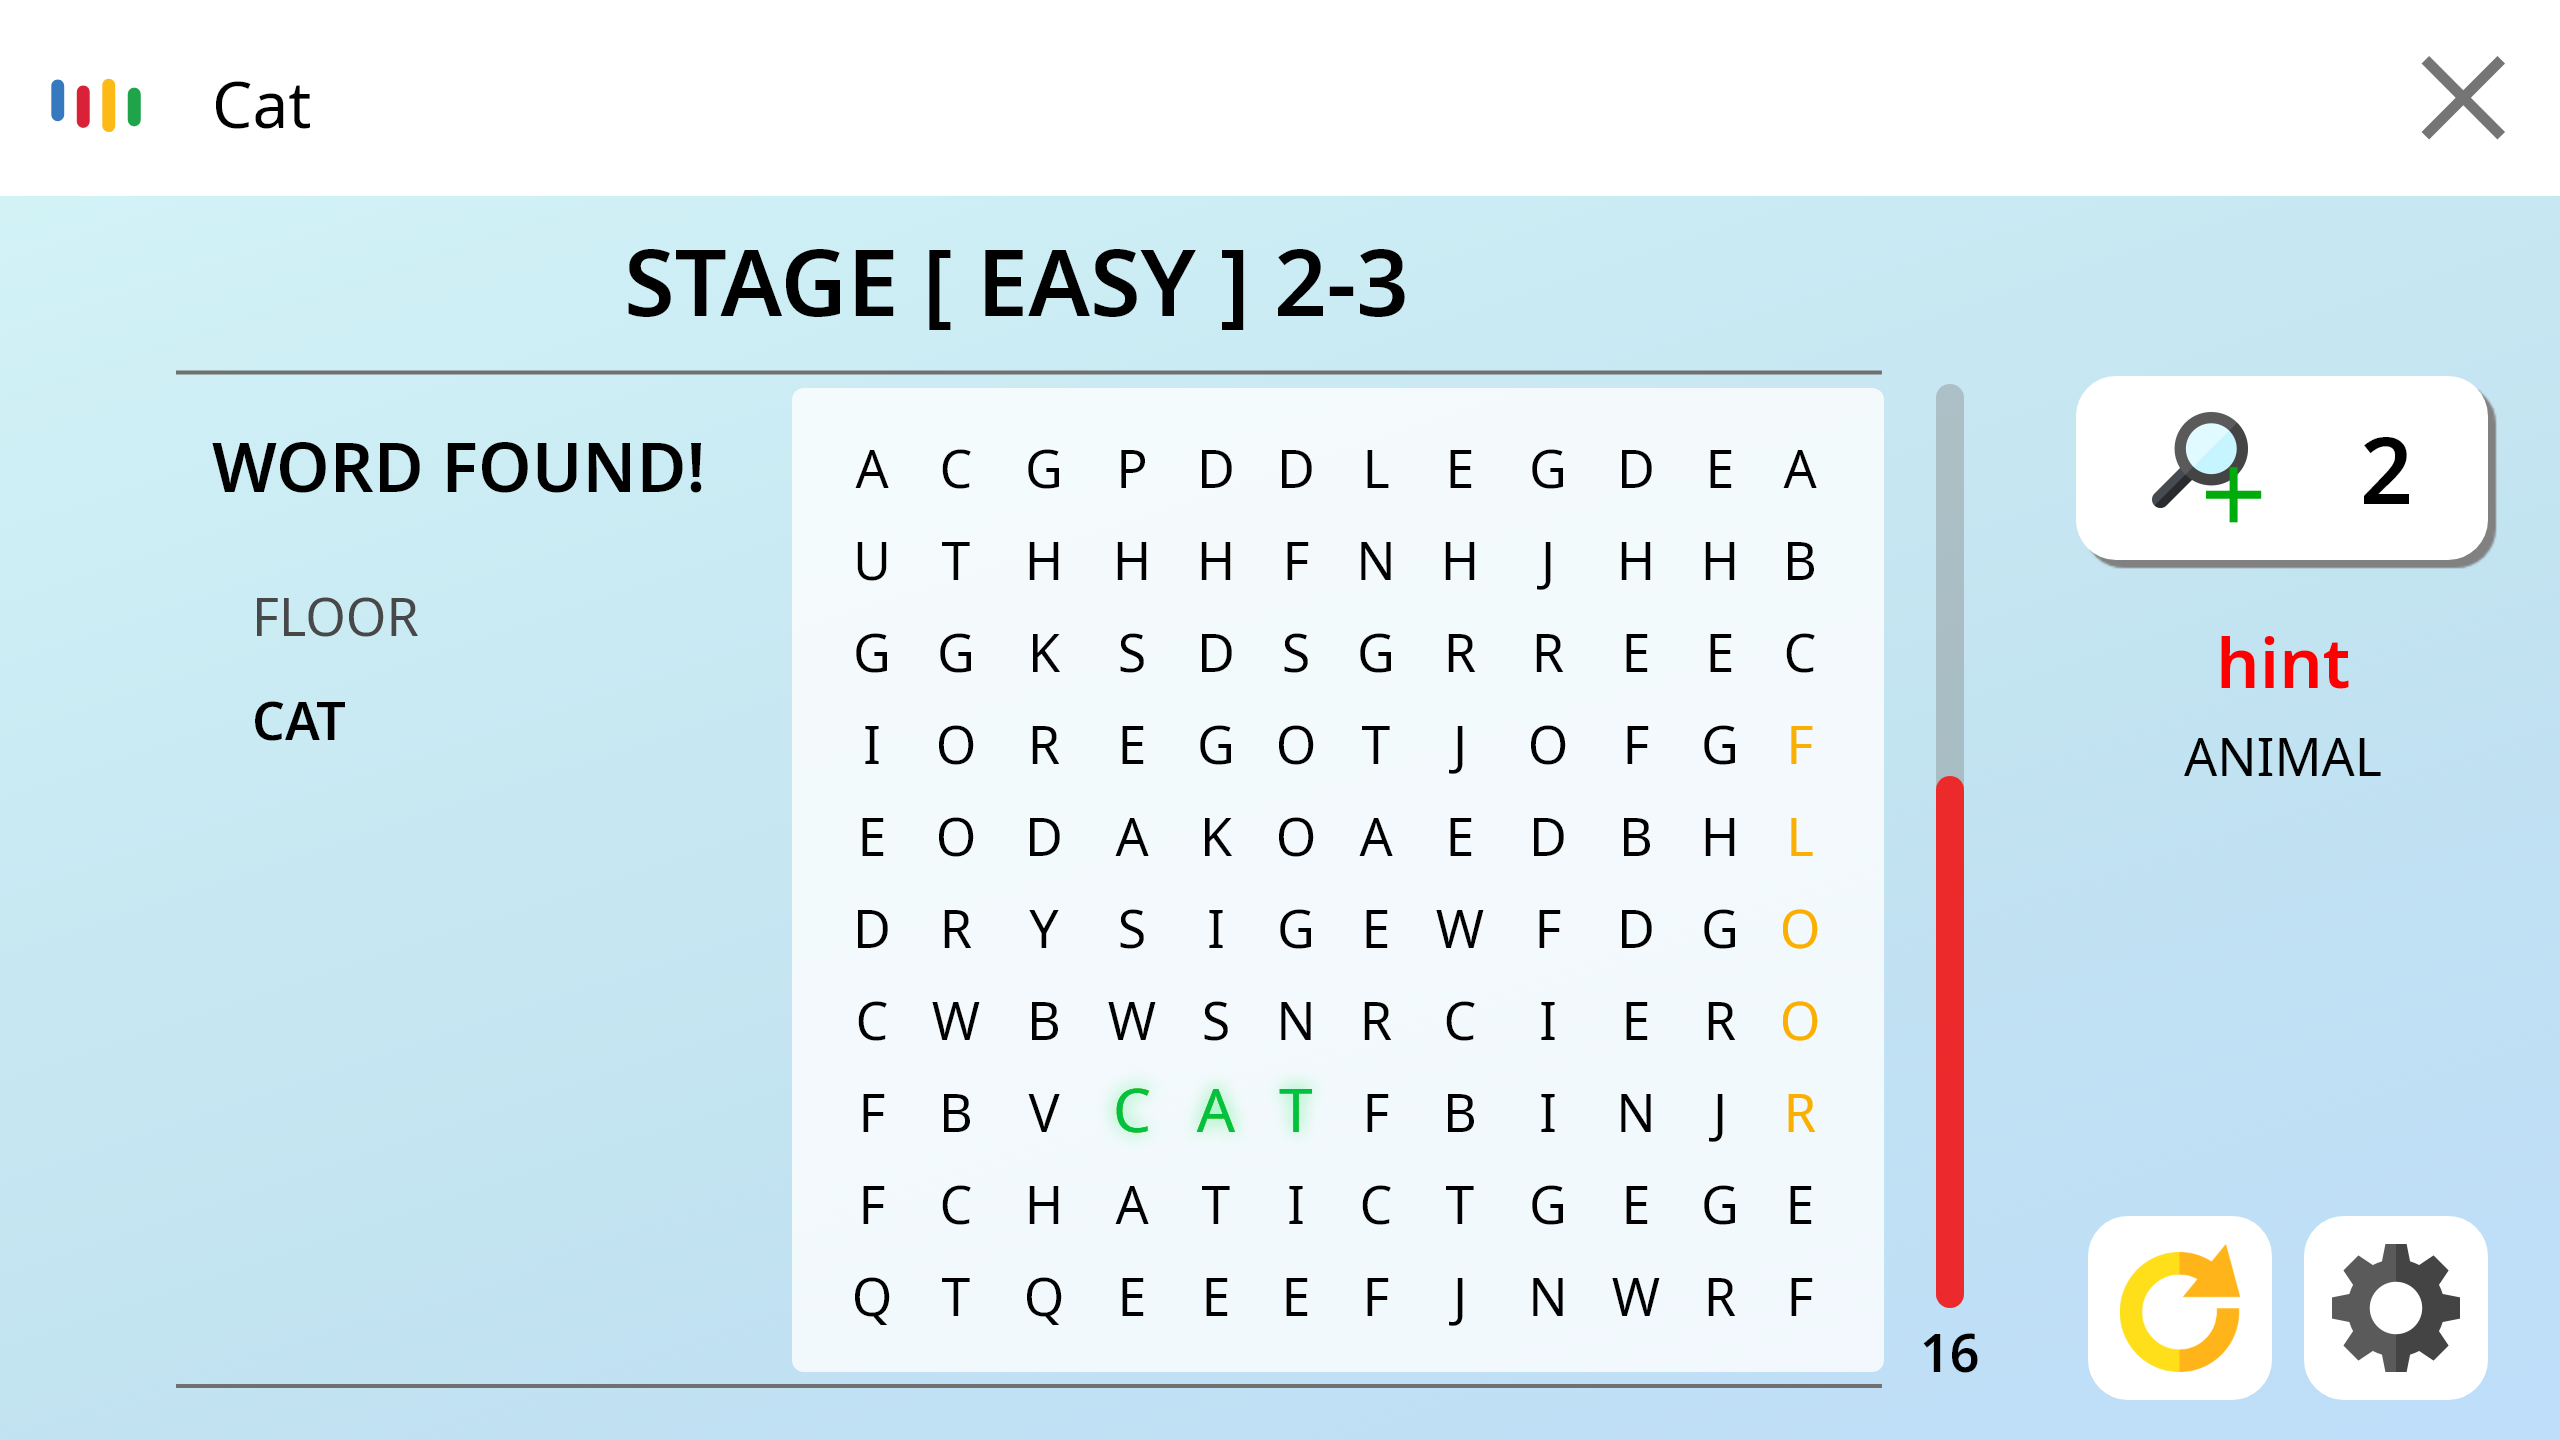 Cat
STAGE [ EASY ] 2-3
WORD FOUND!
FLOOR
CAT
A C G P D D L E G D E A
U T H H H F N H J H H B
G G K S D S G R R E E C
I O R E G O T J O F G F
E O D A K O A E D B H L
D R Y S I G E W F D G O
C W B W S N R C I E R O
F B V C A T F B I N J R
F C H A T I C T G E G E
Q T Q E E E F J N W R F
16
2
hint
ANIMAL